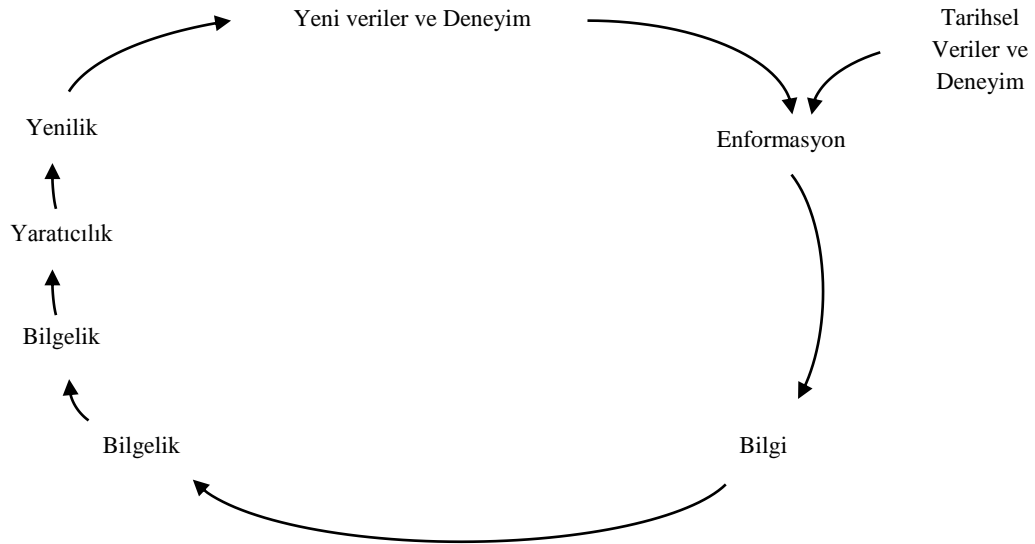 Yeni veriler ve Deneyim
Tarihsel
Veriler ve
Deneyim
Enformasyon
Yenilik
Yaratıcılık
Bilgelik
Bilgelik
Bilgi